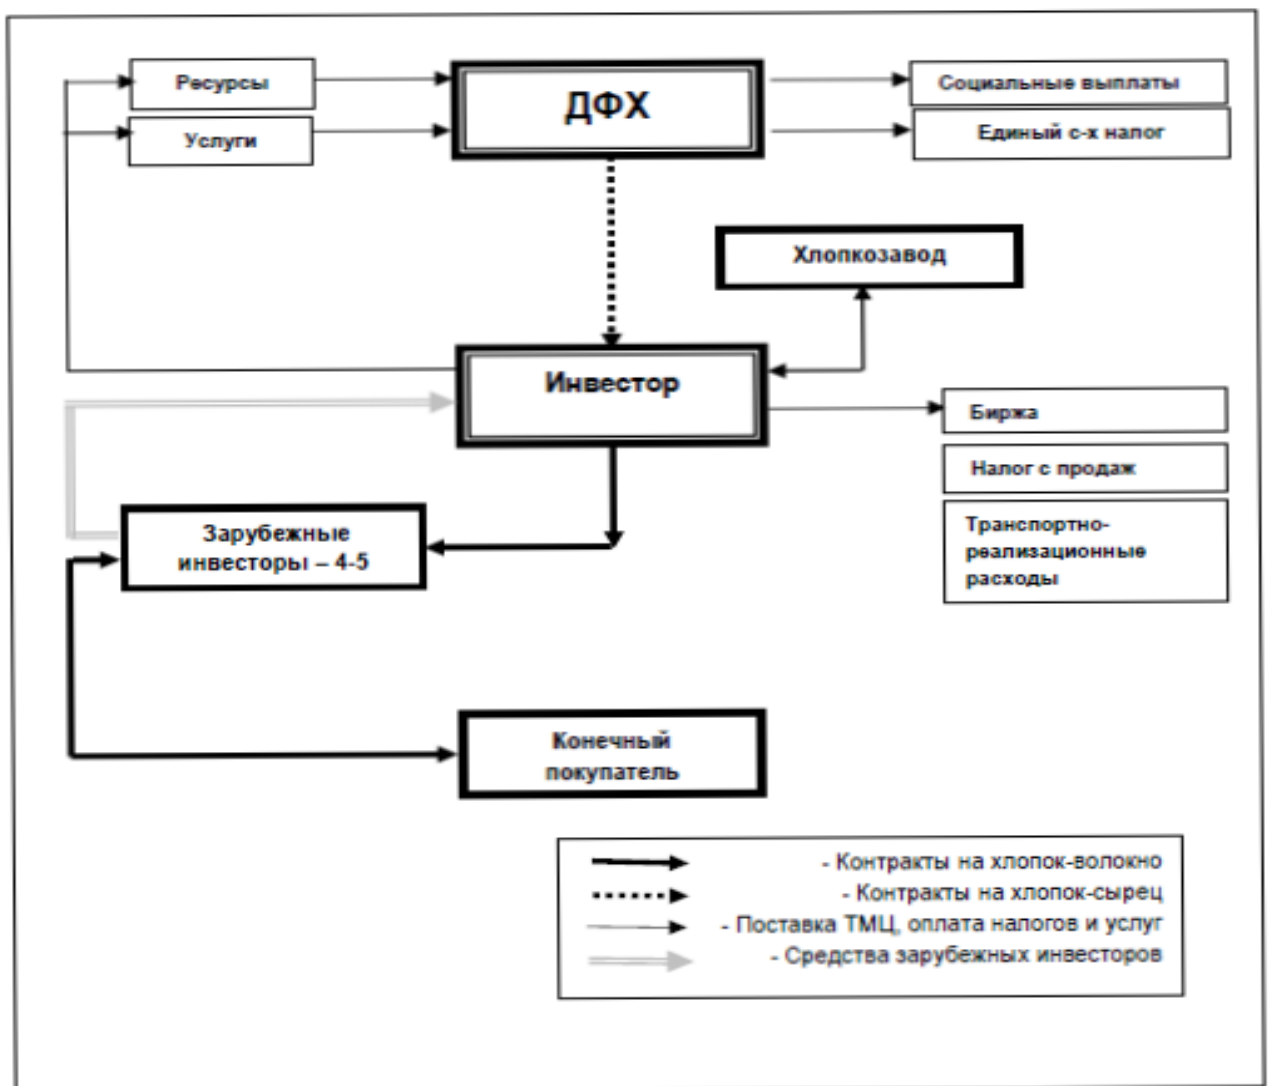 Ресурсы
ДФХ
Социальные выплаты
Услуги
Единый с-х налог
Хлопкозавод
Инвестор
Биржа
Налог с продаж
Транспортно-
реализационные
расходы
Зарубежные
инвесторы – 4-5
Конечный
покупатель
- Контракты на хлопок-волокно
- Контракты на хлопок-сырец
- Поставка ТМЦ, оплата налогов и услуг
- Средства зарубежных инвесторов